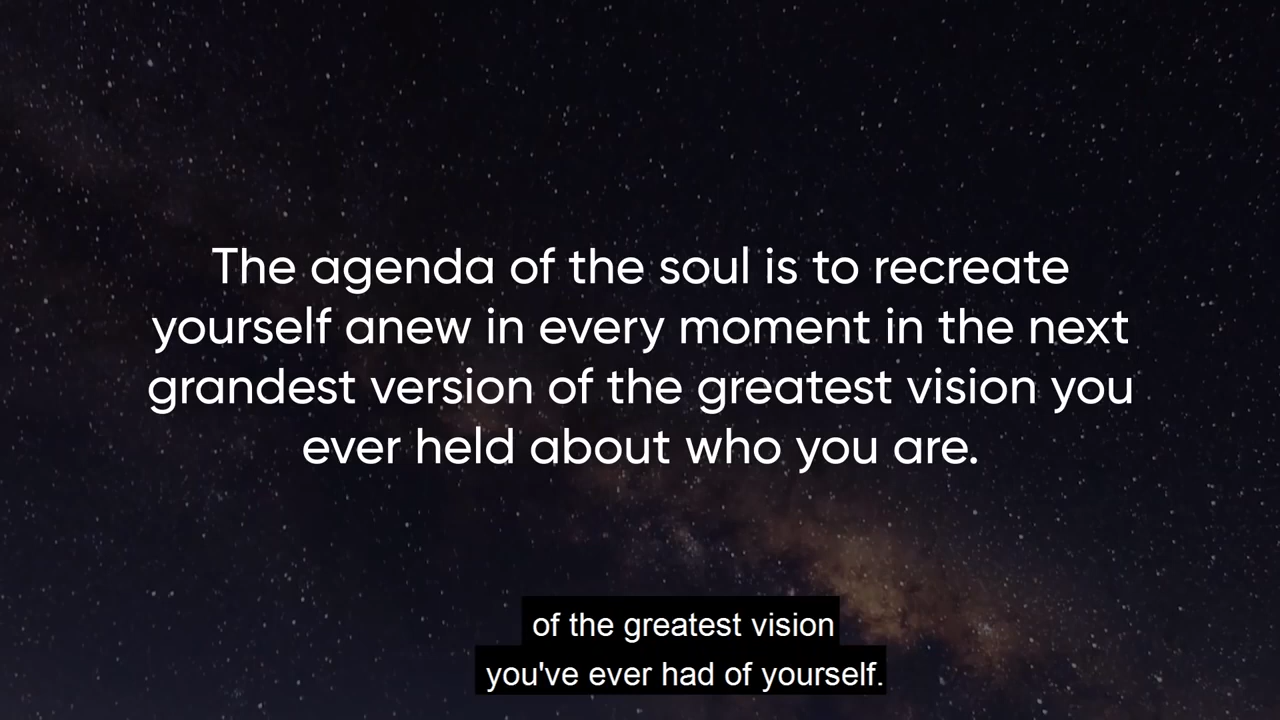 The agenda of the soul is to recreate
yourself anew in every moment in the next
grandest version of the greatest vision you
ever held about who you are.
of the greatest vision
you've ever had of yourself.